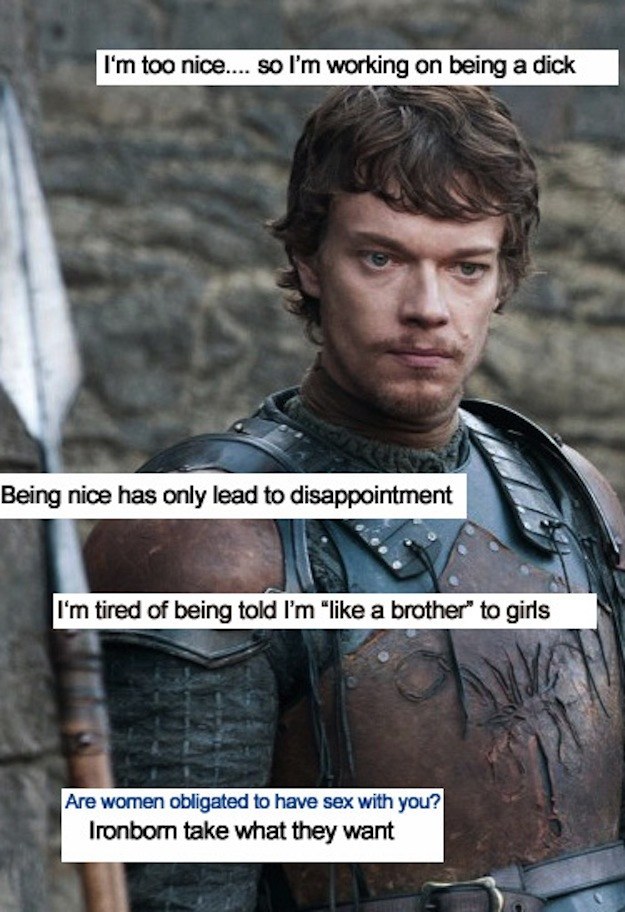 I'm too nice.... so I'm working on being a dick
Being nice has only lead to disappointment
I'm tired of being told I'm "like a brother" to girls
Are women obligated to have sex with you?
Ironborn take what they want